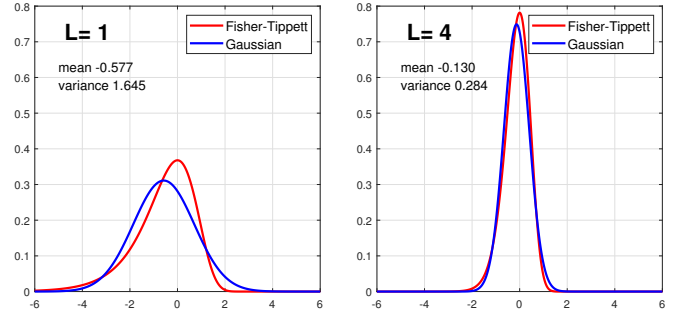 L= 1
Fisher-Tippett
Gaussian
mean -0.577
variance 1.645
0.8
0.7
0.6
0.5
0.4
0.3
0.2
0.1
0
-6 -4 -2 0 2 4 6
L= 4
Fisher-Tippett
Gaussian
mean -0.130
variance 0.284
0.8
0.7
0.6
0.5
0.4
0.3
0.2
0.1
0
-6 -4 -2 0 2 4 6